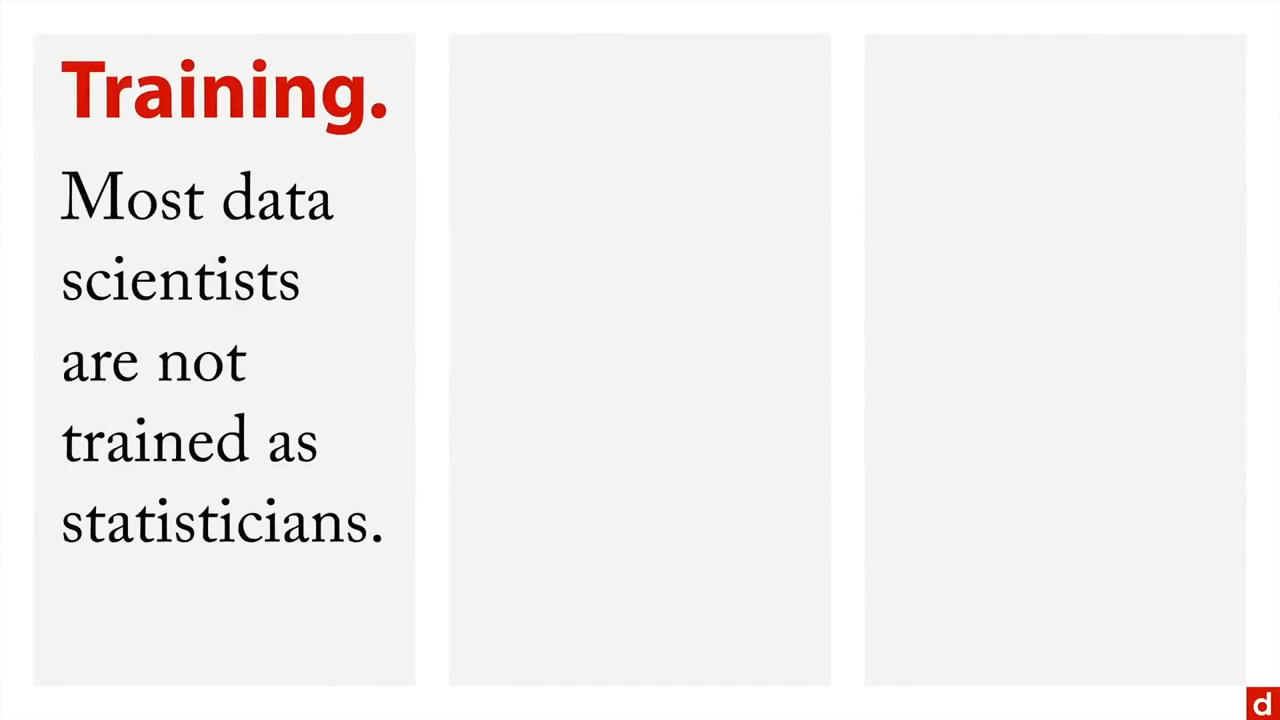 Training.
Most data
scientists
are not
trained as
statisticians.
d